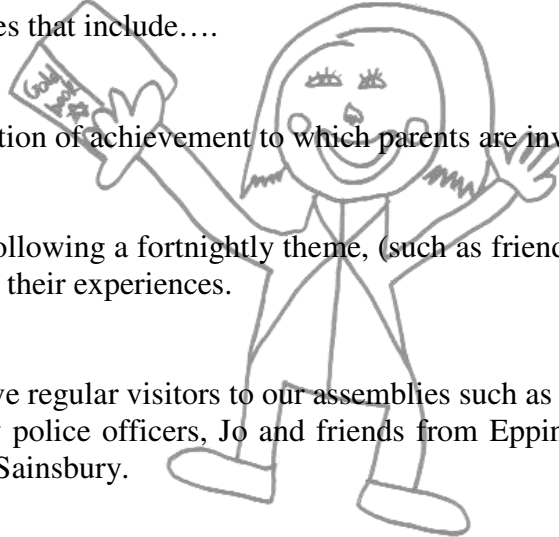 es that include….
Gold
book
tion of achievement to which parents are inv
ollowing a fortnightly theme, (such as friend
their experiences.
ve regular visitors to our assemblies such as
police officers, Jo and friends from Eppin
Sainsbury.